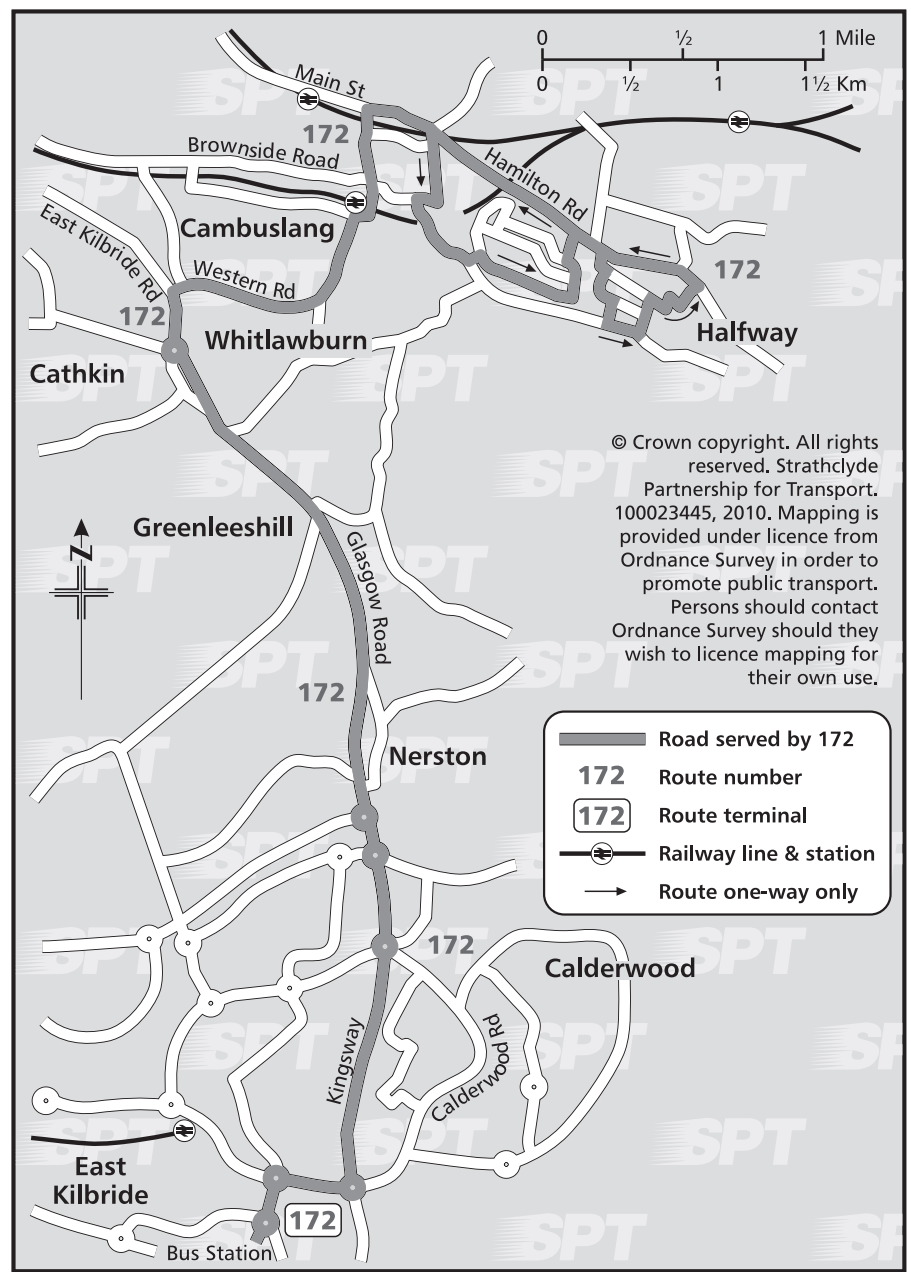 0 ½ 1 Mile
0 ½ 1 1½ Km
Main St
172
Brownside Road
Hamilton Rd
East Kilbride Rd
Cambuslang
Western Rd
172
172
Whitlawburn
Halfway
Cathkin
© Crown copyright. All rights
reserved. Strathclyde
Partnership for Transport.
100023445, 2010. Mapping is
provided under licence from
Ordnance Survey in order to
promote public transport.
Persons should contact
Ordnance Survey should they
wish to licence mapping for
their own use.
Greenleeshill
N
Glasgow Road
172
Nerston
Road served by 172
172 Route number
172 Route terminal
Railway line & station
Route one-way only
172
Calderwood
Kingsway
Calderwood Rd
East
Kilbride
172
Bus Station
SPT